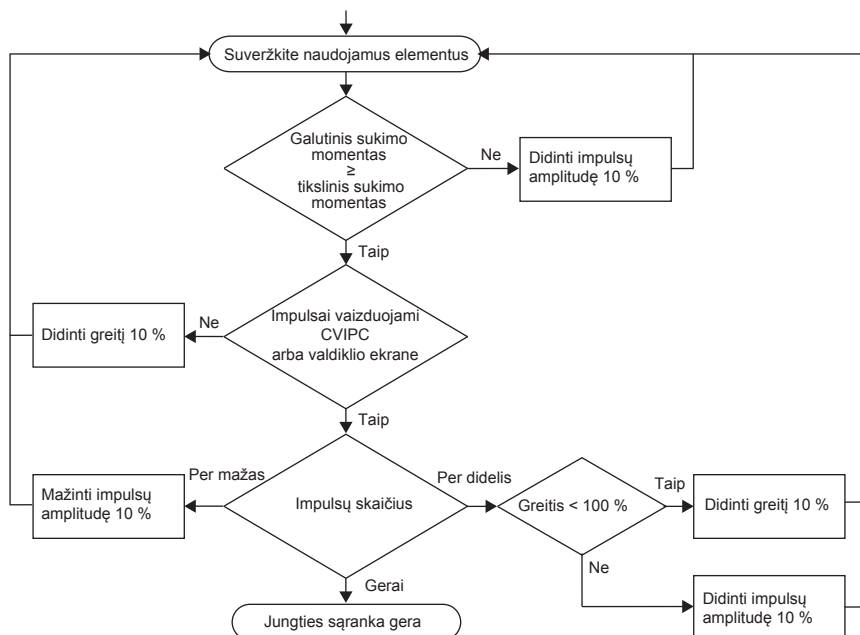 Suveržkite naudojamus elementus
Galutinis sukimo
momentas
≥
tikslinis sukimo
momentas
Ne
Didinti impulsų
amplitudę 10 %
Taip
Impulsai vaizduojami
CVIPC
arba valdiklio ekrane
Ne
Didinti greitį 10 %
Taip
Impulsų skaičius
Per mažas
Mažinti impulsų
amplitudę 10 %
Per didelis
Greitis < 100 %
Taip
Didinti greitį 10 %
Ne
Didinti impulsų
amplitudę 10 %
Gerai
Jungties sąranka gera